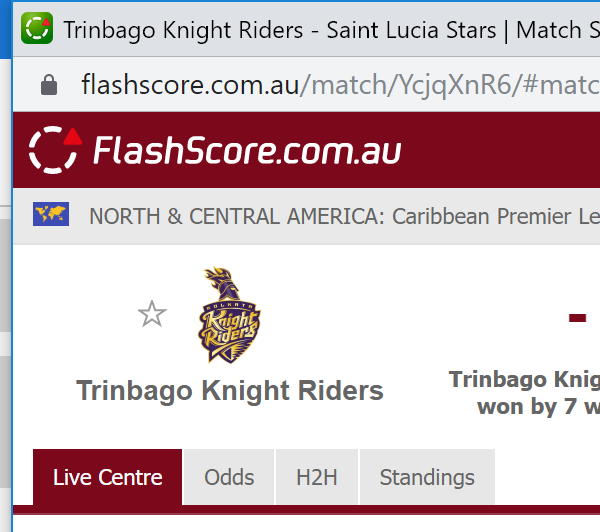 Trinbago Knight Riders - Saint Lucia Stars | Match S
flashscore.com.au/match/YcjqXnR6/#matc
FlashScore.com.au
NORTH & CENTRAL AMERICA: Caribbean Premier Le
KOLKATA
Knight
Riders
-
Trinbago Knight Riders
Trinbago Knig
won by 7 w
Live Centre
Odds
H2H
Standings